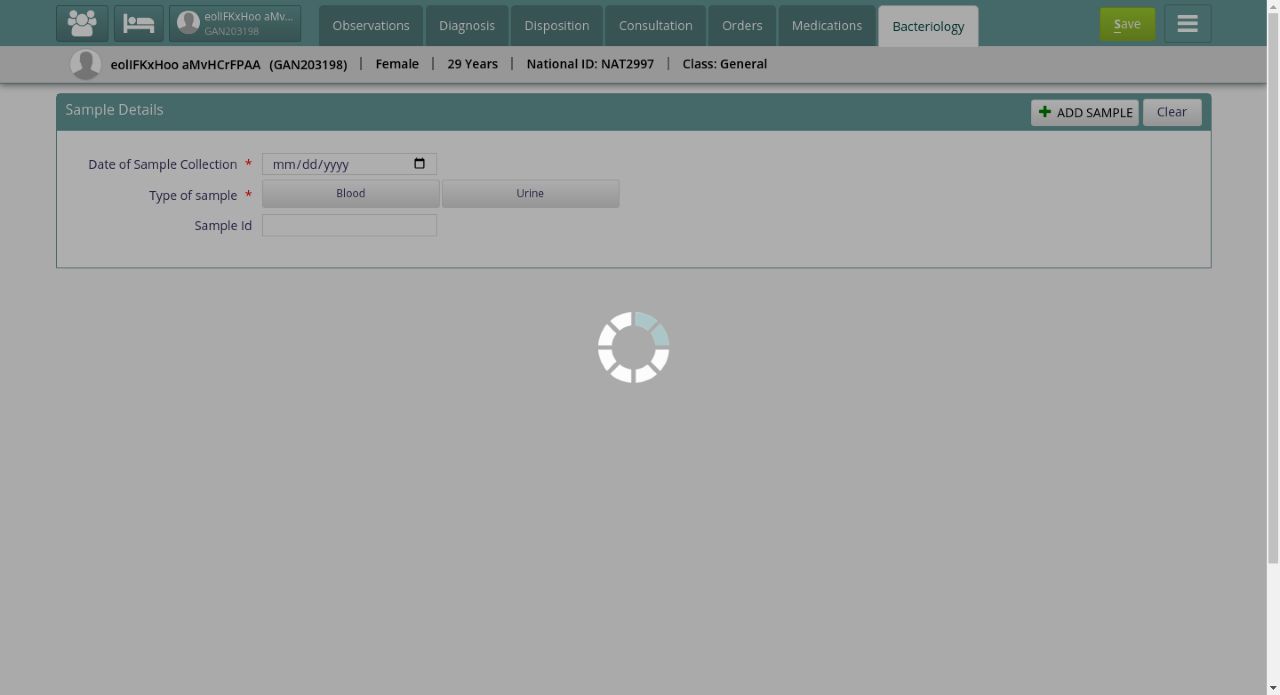 eolIFKxHoo aMv...
GAN203198
Observations
Diagnosis
Disposition
Consultation
Orders
Medications
Bacteriology
Save
eolIFKxHoo aMvHCrFPAA (GAN203198) | Female | 29 Years | National ID: NAT2997 | Class: General
Sample Details
ADD SAMPLE
Clear
Date of Sample Collection *
mm/dd/yyyy
Type of sample *
Blood
Urine
Sample Id